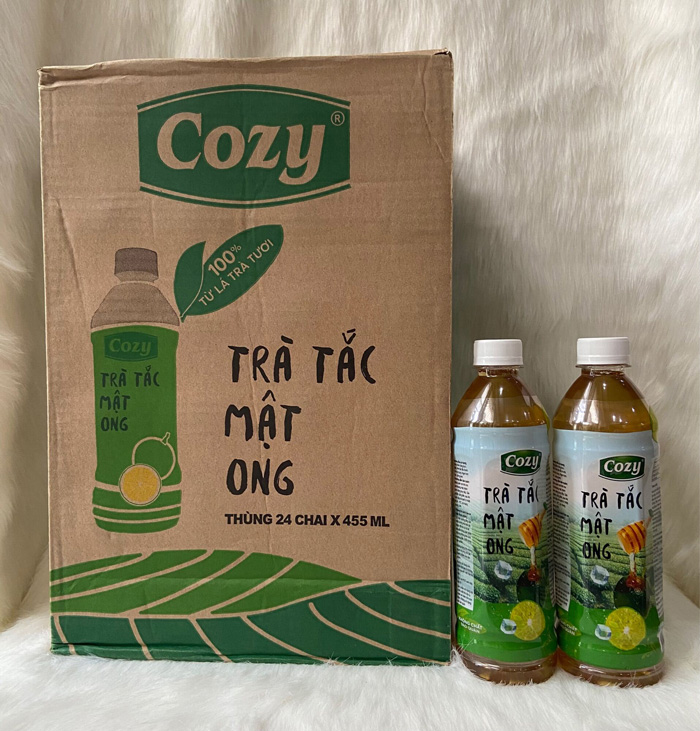 Cozy®
100%
TỪ LÁ TRÀ TƯƠI
Cozy
TRÀ TẮC
MẬT
ONG
TRÀ TẮC
MẬT
ONG
THÙNG 24 CHAI X 455 ML
Cozy
TRÀ TẮC
MẬT
ONG
Cozy
TRÀ TẮC
MẬT
ONG